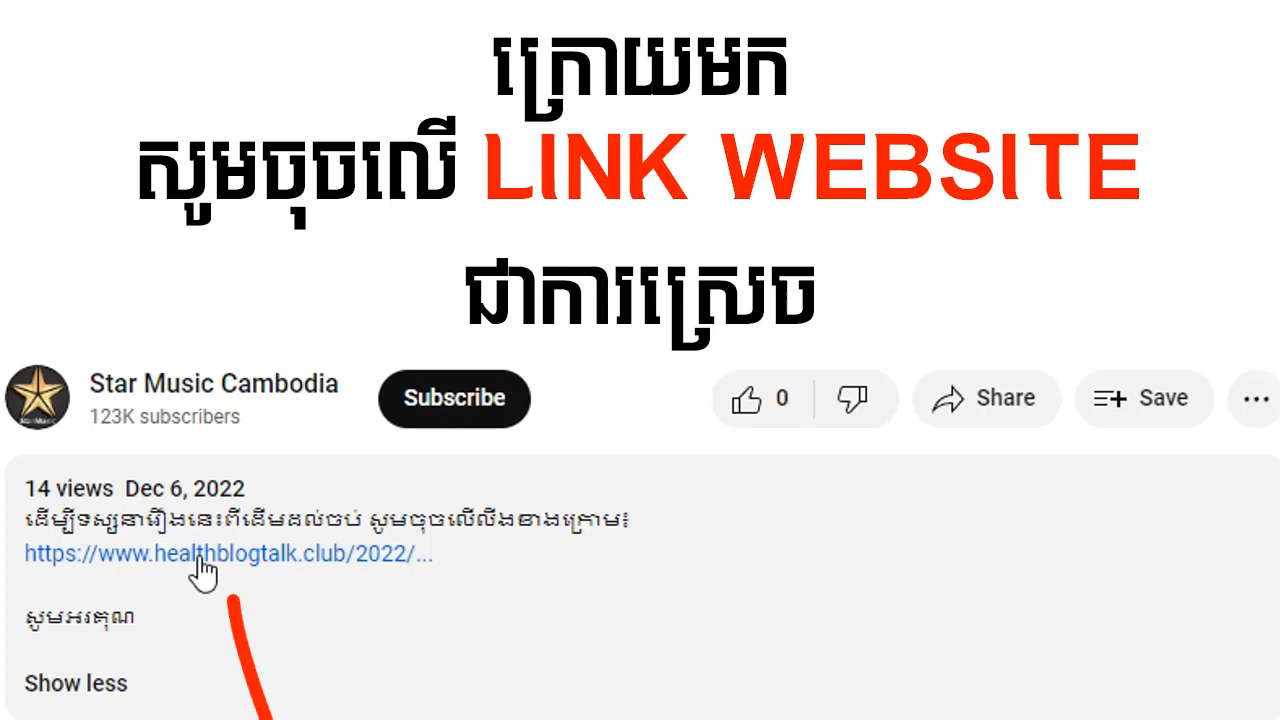 ក្រោយមក
សូមចុចលើ LINK WEBSITE
ជាការស្រេច
Star Music Cambodia
123K subscribers
Subscribe
0
Share
Save
14 views Dec 6, 2022
ដើម្បីទស្សនារឿងនេះពីដើមដល់ចប់ សូមចុចលើលីងខាងក្រោម៖
https://www.healthblogtalk.club/2022/...
សូមអរគុណ
Show less